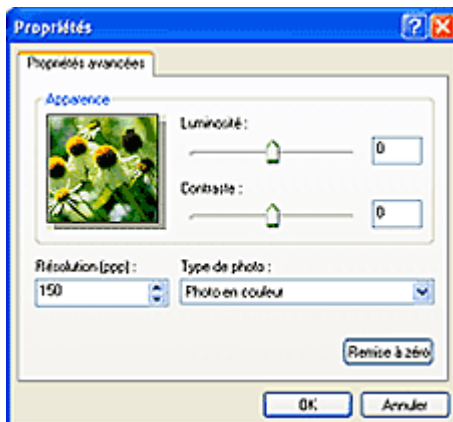 Propriétés
Propriétés avancées
Apparence
Luminosité :
0
Contraste :
0
Résolution (ppp) :
Type de photo :
150
Photo en couleur
Remise à zéro
OK
Annuler